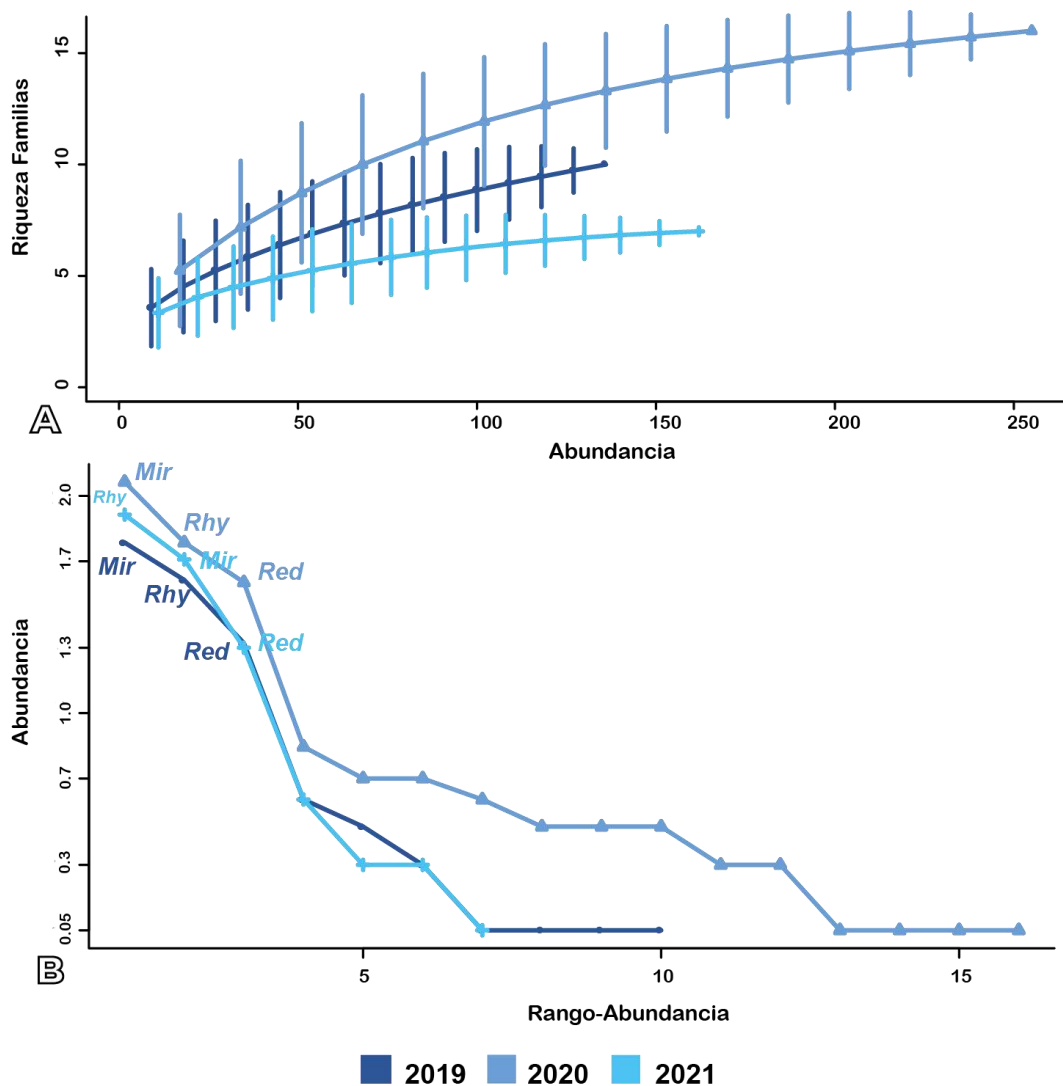 Riqueza Familias
15
10
5
0
0 50 100 150 200 250
A
Abundancia
Abundancia
2.0
1.7
1.3
1.0
0.7
0.3
0.05
Mir
Rhy
Rhy
Mir
Mir
Red
Rhy
Red
Red
5 10 15
B
Rango-Abundancia
2019 2020 2021